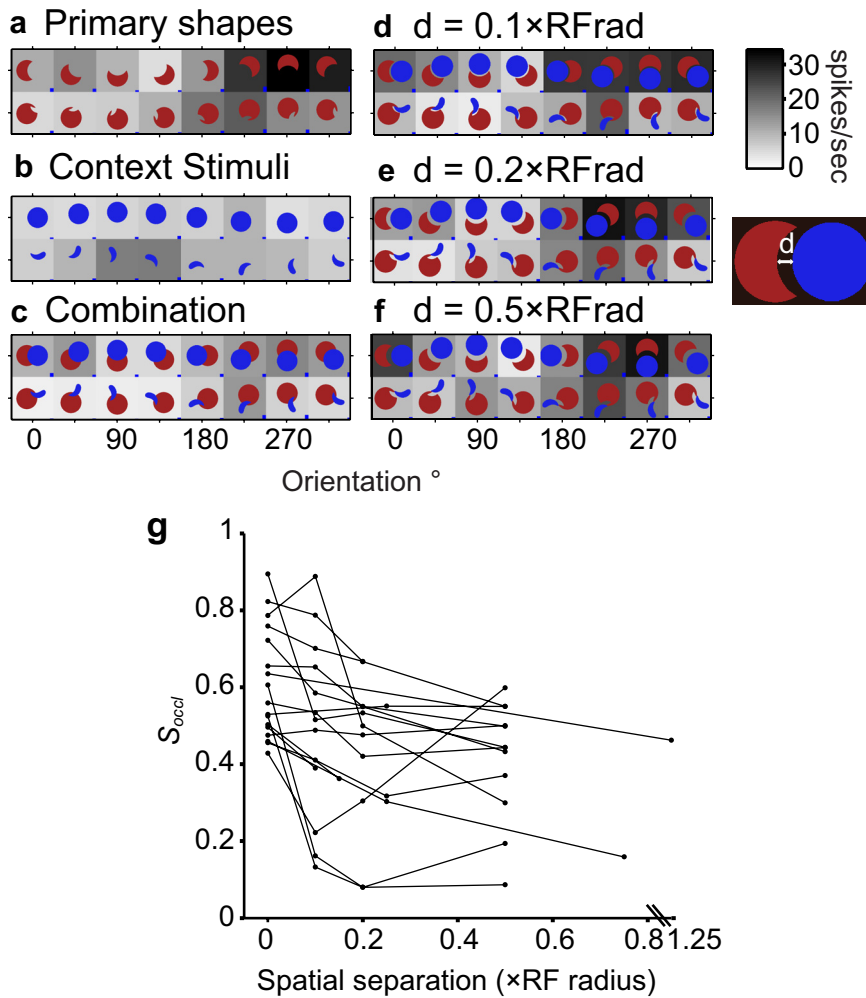 a Primary shapes
d d = 0.1×RFrad
30
20
10
0
spikes/sec
b Context Stimuli
e d = 0.2×RFrad
d
c Combination
f d = 0.5×RFrad
0 90 180 270
0 90 180 270
Orientation °
g
1
0.8
0.6
0.4
0.2
0
Soccl
0 0.2 0.4 0.6 0.8 1.25
Spatial separation (×RF radius)